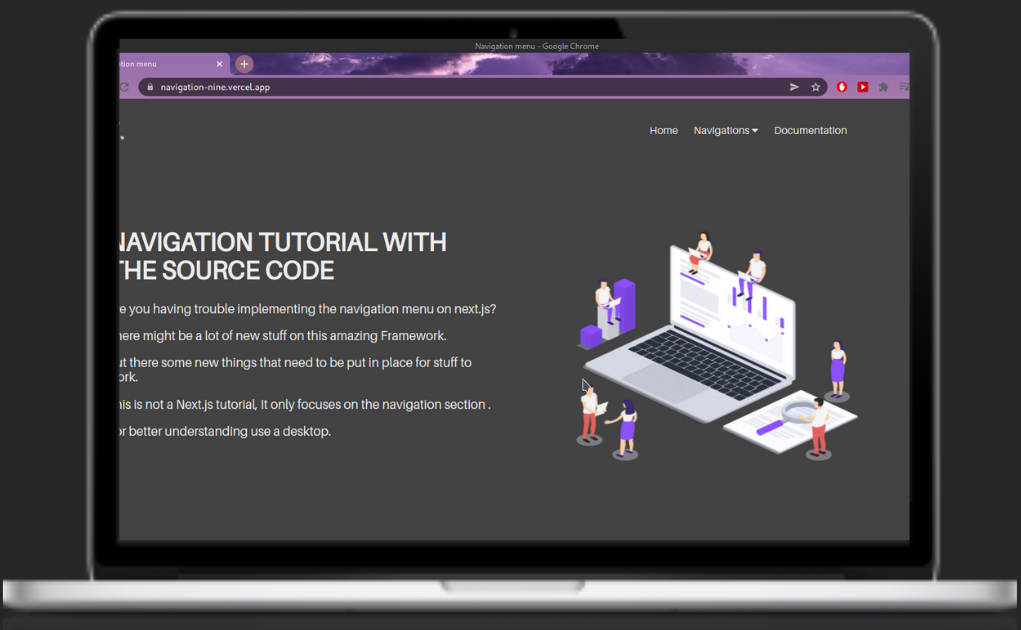 Navigation menu - Google Chrome
tion menu
navigation-nine.vercel.app
Home Navigations Documentation
NAVIGATION TUTORIAL WITH
THE SOURCE CODE
e you having trouble implementing the navigation menu on next.js?
here might be a lot of new stuff on this amazing Framework.
ut there some new things that need to be put in place for stuff to
ork.
his is not a Next.js tutorial, It only focuses on the navigation section .
or better understanding use a desktop.